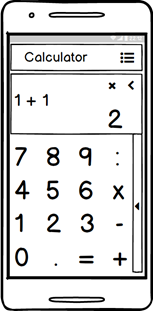 Calculator
× <
1 + 1
2
7 8 9 :
4 5 6 x
1 2 3 -
0 . = +